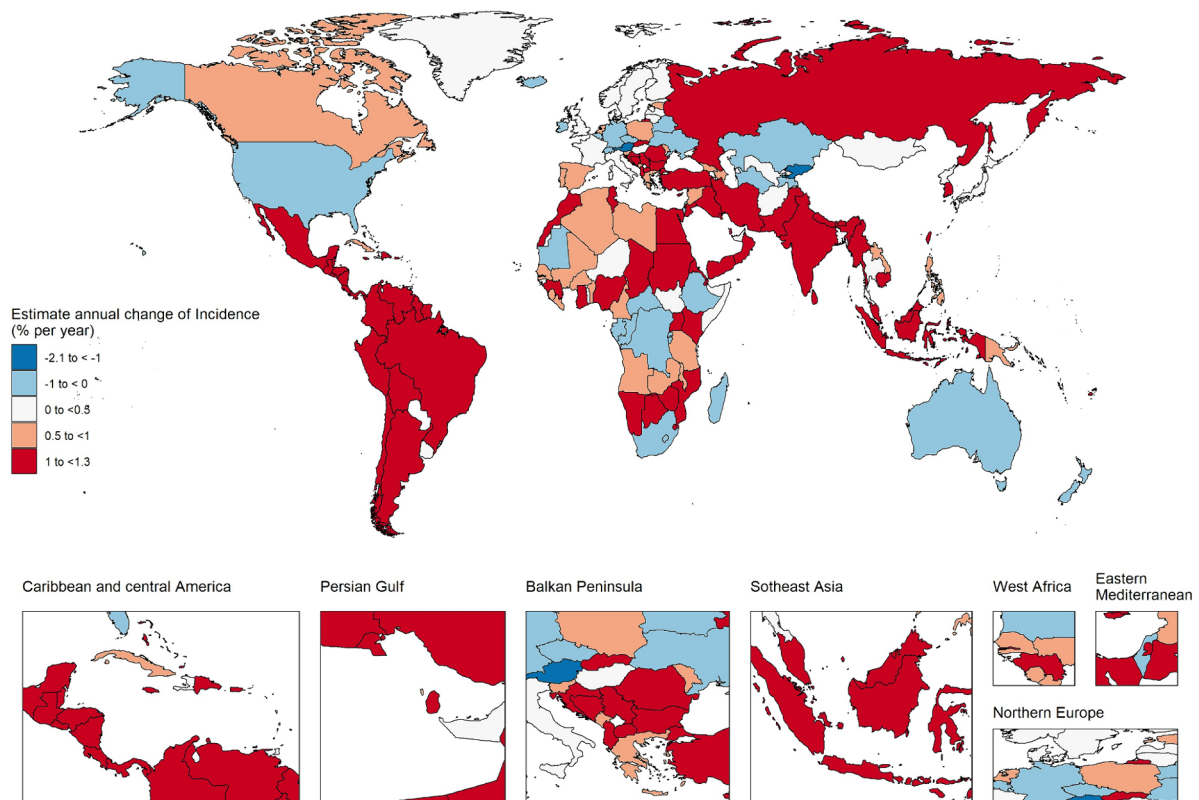 Estimate annual change of Incidence
(% per year)
-2.1 to < -1
-1 to < 0
0 to <0.5
0.5 to <1
1 to <1.3
Caribbean and central America
Persian Gulf
Balkan Peninsula
Sotheast Asia
West Africa
Eastern
Mediterranean
Northern Europe